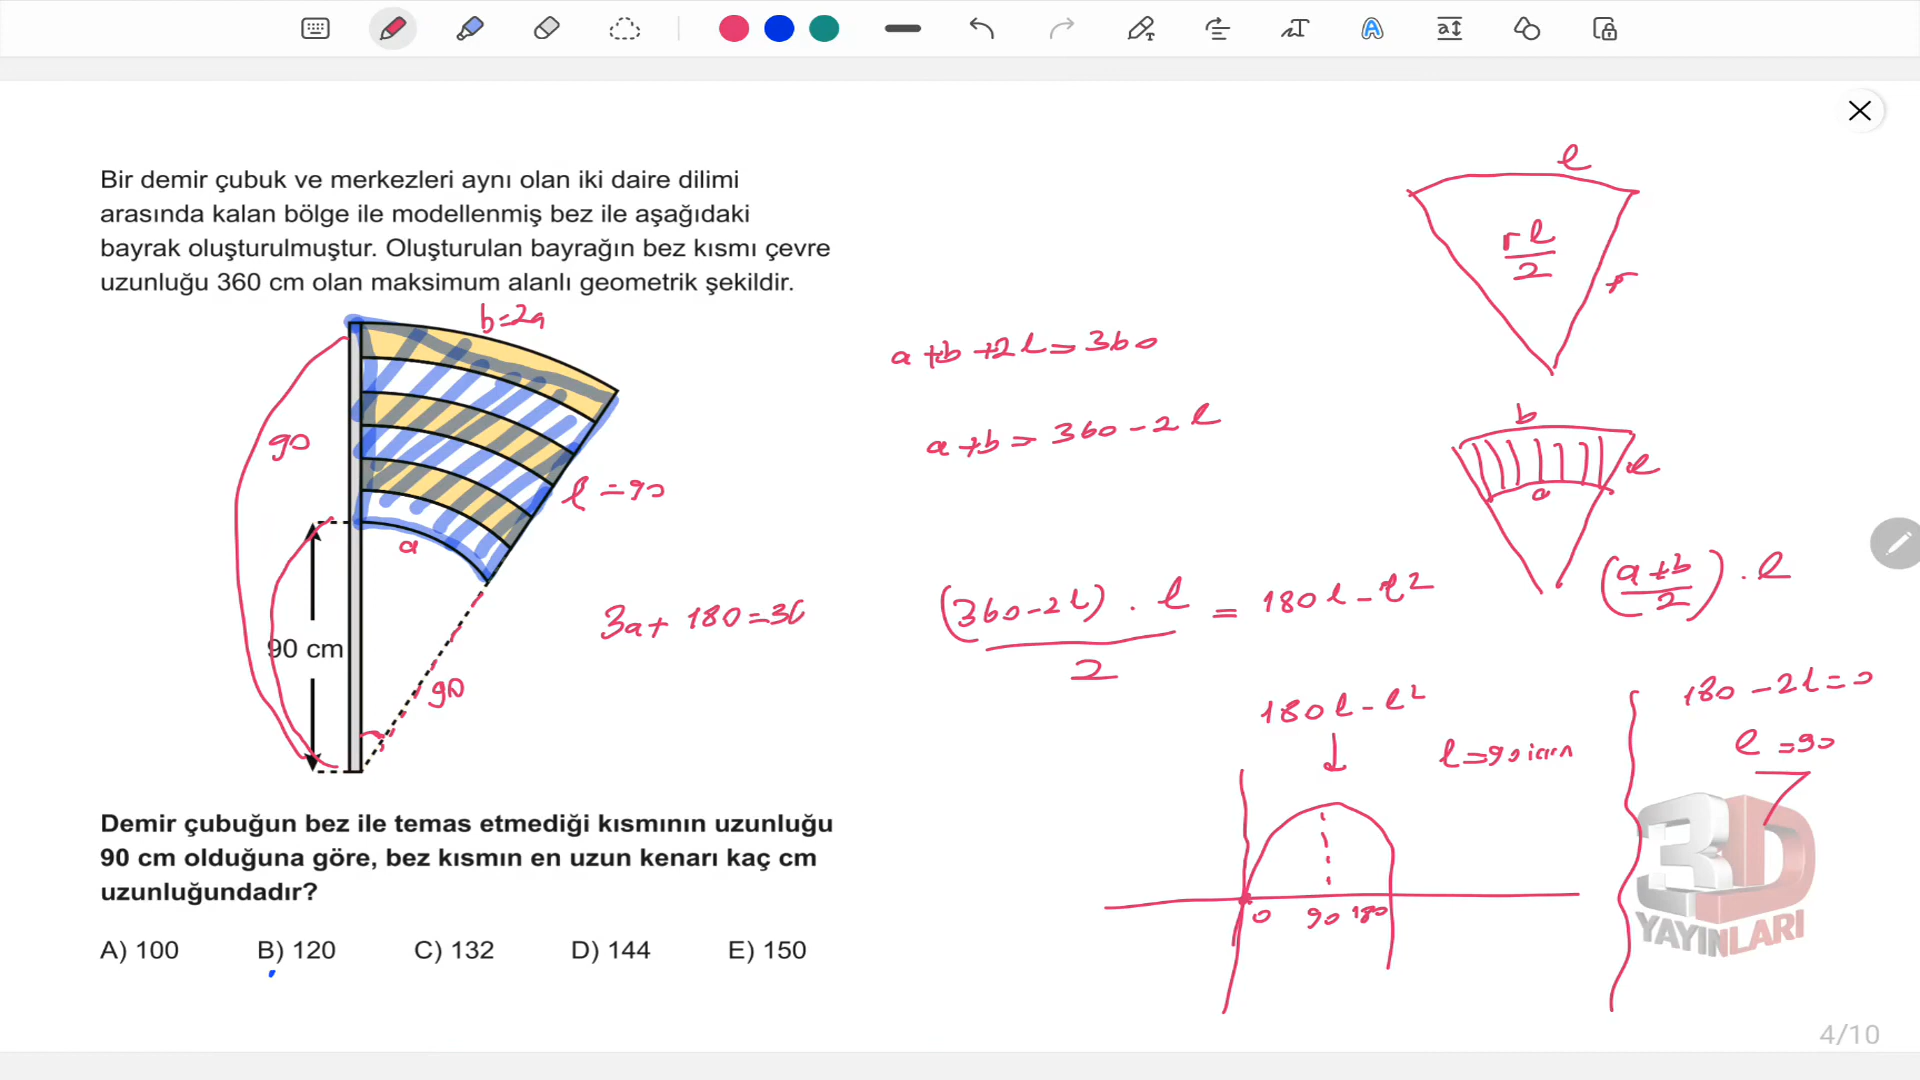 Bir demir çubuk ve merkezleri aynı olan iki daire dilimi
arasında kalan bölge ile modellenmiş bez ile aşağıdaki
bayrak oluşturulmuştur. Oluşturulan bayrağın bez kısmı çevre
uzunluğu 360 cm olan maksimum alanlı geometrik şekildir.
b=2a
90
l=90
a
90 cm
90
3a+ 180=36
Demir çubuğun bez ile temas etmediği kısmının uzunluğu
90 cm olduğuna göre, bez kısmın en uzun kenarı kaç cm
uzunluğundadır?
A) 100 B) 120 C) 132 D) 144 E) 150
a+b+2l=360
a+b=360-2l
(360-2l).l/2 = 180l-l²
180l-l²
l=90 için
0 90 180
l
rl/2
r
b
l
a
(a+b/2).l
180-2l=0
l=90
3D
YAYINLARI
4/10